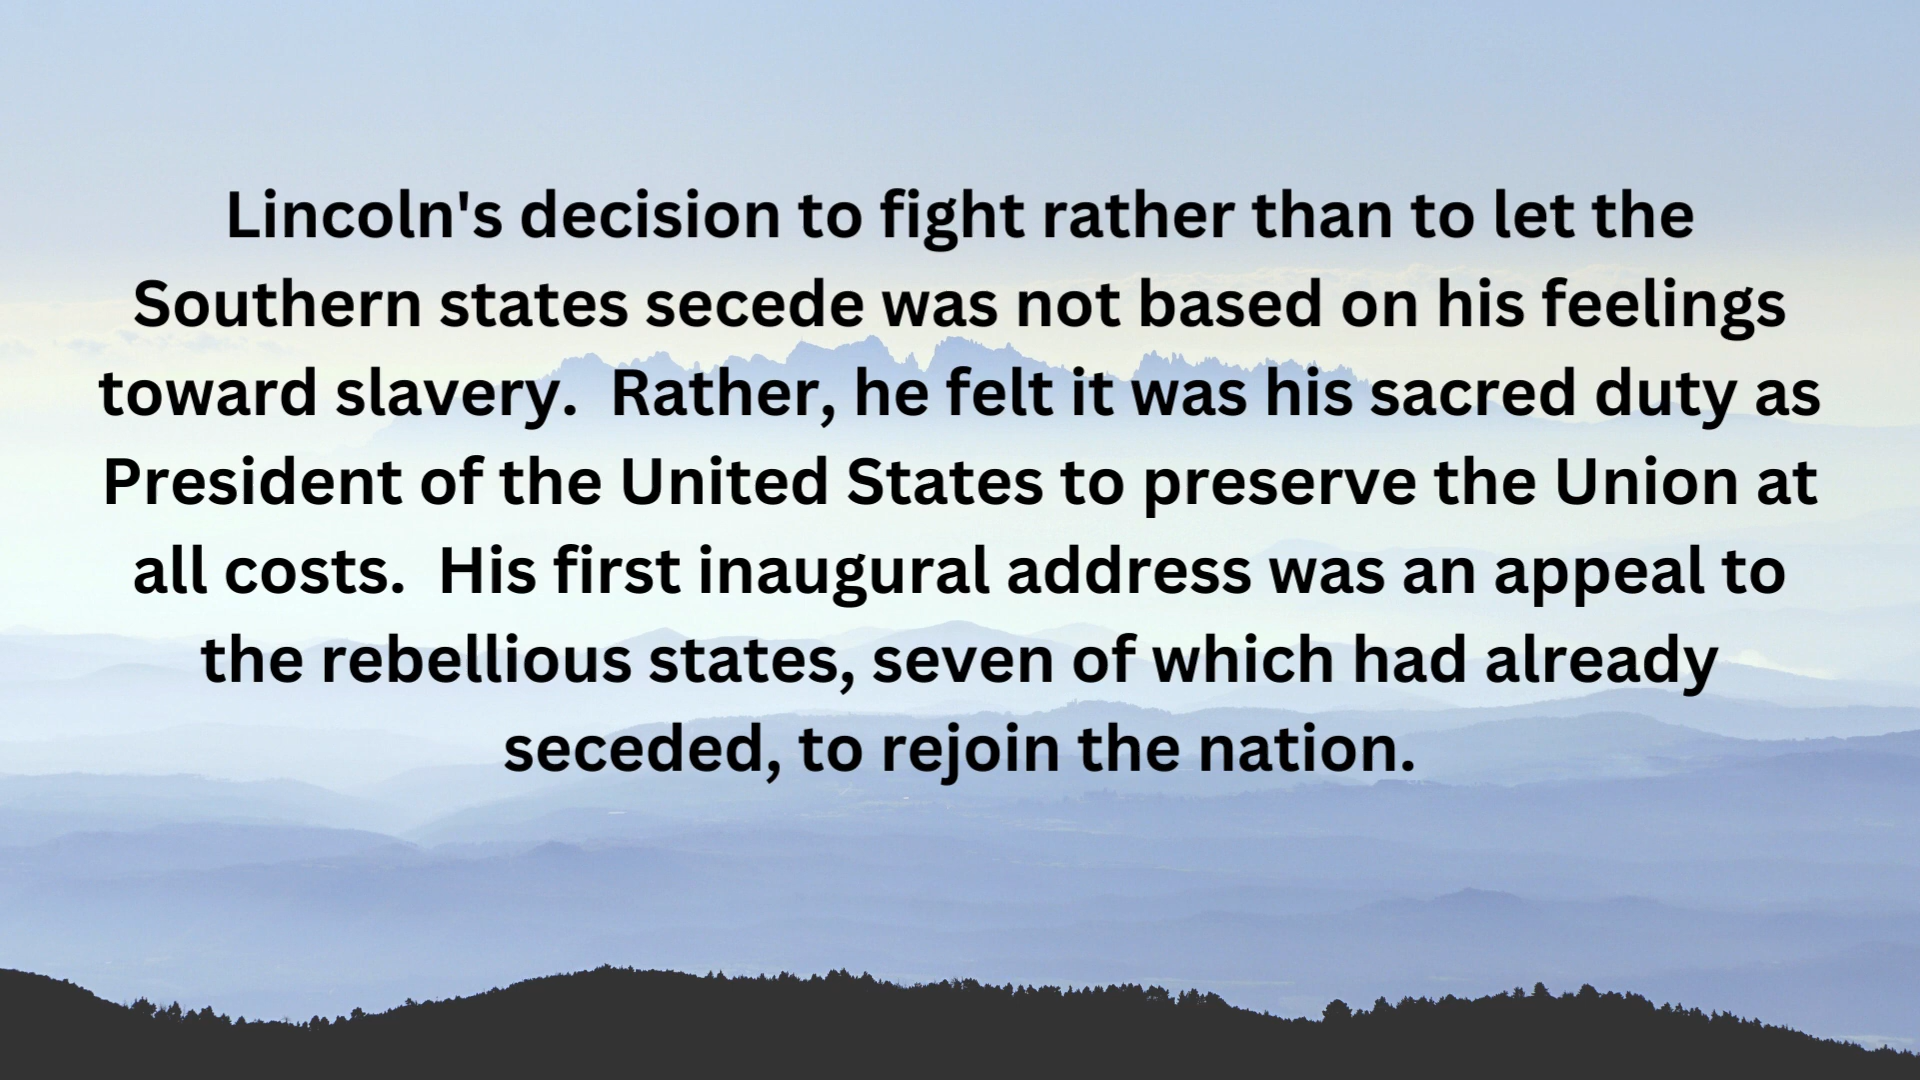 Lincoln's decision to fight rather than to let the
Southern states secede was not based on his feelings
toward slavery.  Rather, he felt it was his sacred duty as
President of the United States to preserve the Union at
all costs.  His first inaugural address was an appeal to
the rebellious states, seven of which had already
seceded, to rejoin the nation.